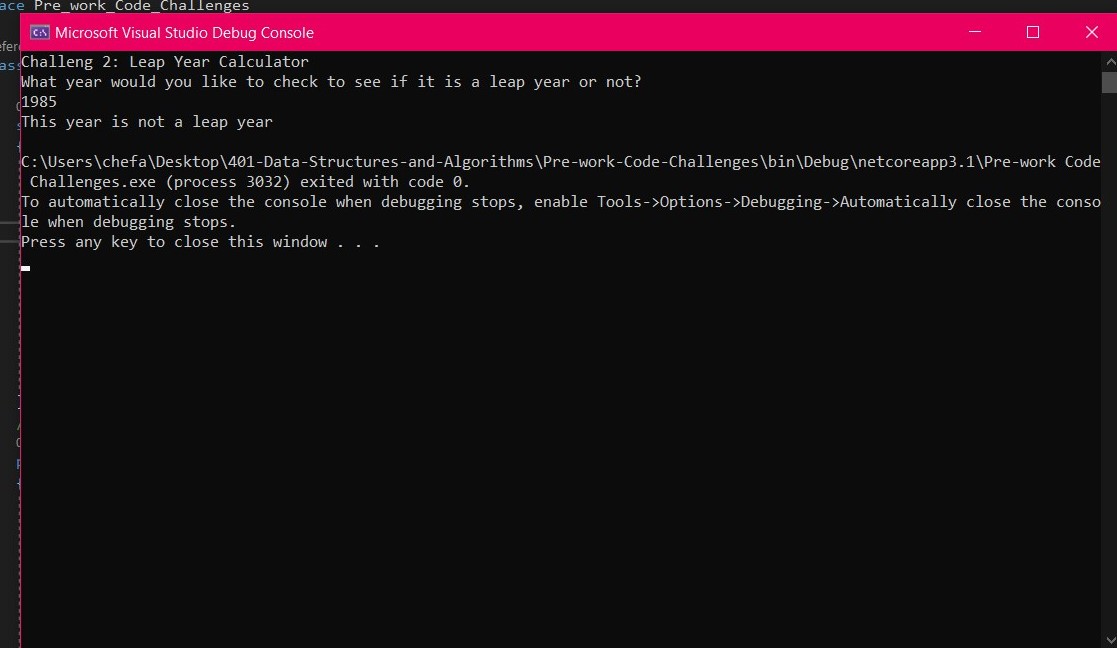 ace Pre_work_Code_Challenges
Microsoft Visual Studio Debug Console
Challeng 2: Leap Year Calculator
What year would you like to check to see if it is a leap year or not?
1985
This year is not a leap year
C:\Users\chefa\Desktop\401-Data-Structures-and-Algorithms\Pre-work-Code-Challenges\bin\Debug\netcoreapp3.1\Pre-work Code
Challenges.exe (process 3032) exited with code 0.
To automatically close the console when debugging stops, enable Tools->Options->Debugging->Automatically close the conso
le when debugging stops.
Press any key to close this window . . .